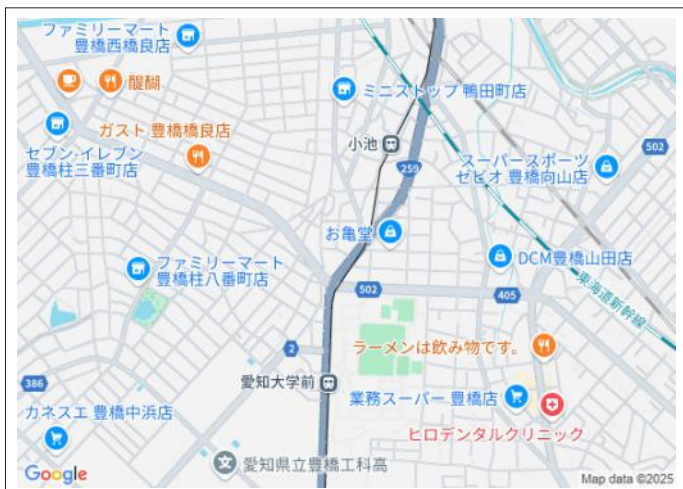 ファミリーマート
豊橋西橋良店
醍醐
ミニストップ 鴨田町店
ガスト 豊橋橋良店
小池
502
セブン-イレブン
豊橋柱三番町店
259
スーパースポーツ
ゼビオ 豊橋向山店
お亀堂
ファミリーマート
豊橋柱八番町店
DCM豊橋山田店
502
405
東海道新幹線
2
ラーメンは飲み物です。
386
愛知大学前
業務スーパー 豊橋店
カネスエ 豊橋中浜店
ヒロデンタルクリニック
愛知県立豊橋工科高
Google
Map data ©2025